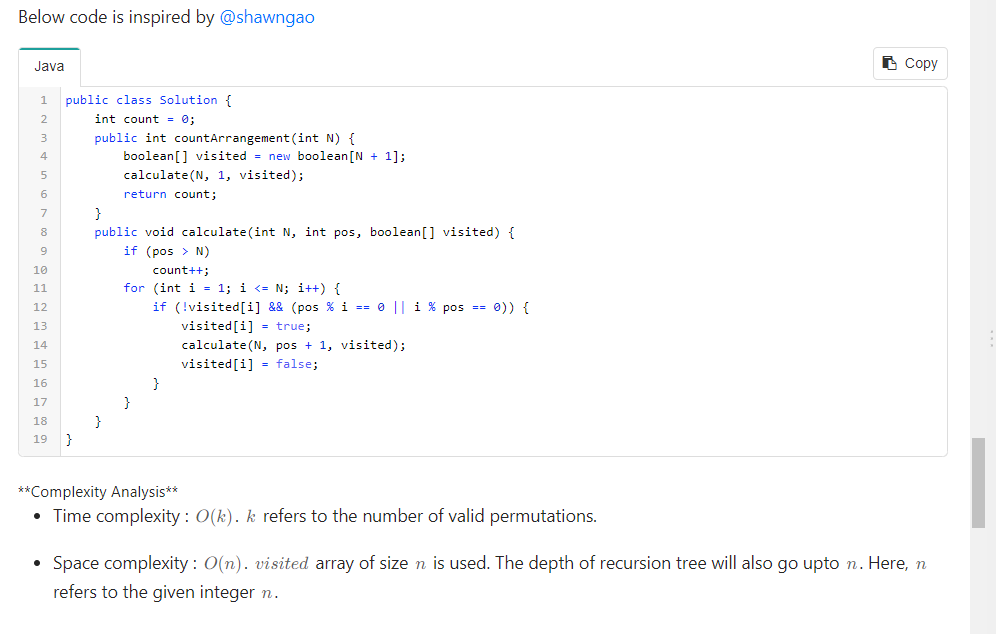 Below code is inspired by @shawngao
Java
Copy
1 public class Solution {
2     int count = 0;
3     public int countArrangement(int N) {
4         boolean[] visited = new boolean[N + 1];
5         calculate(N, 1, visited);
6         return count;
7     }
8     public void calculate(int N, int pos, boolean[] visited) {
9         if (pos > N)
10             count++;
11         for (int i = 1; i <= N; i++) {
12             if (!visited[i] && (pos % i == 0 || i % pos == 0)) {
13                 visited[i] = true;
14                 calculate(N, pos + 1, visited);
15                 visited[i] = false;
16             }
17         }
18     }
19 }
**Complexity Analysis**
• Time complexity : O(k). k refers to the number of valid permutations.
• Space complexity : O(n). visited array of size n is used. The depth of recursion tree will also go upto n. Here, n
refers to the given integer n.